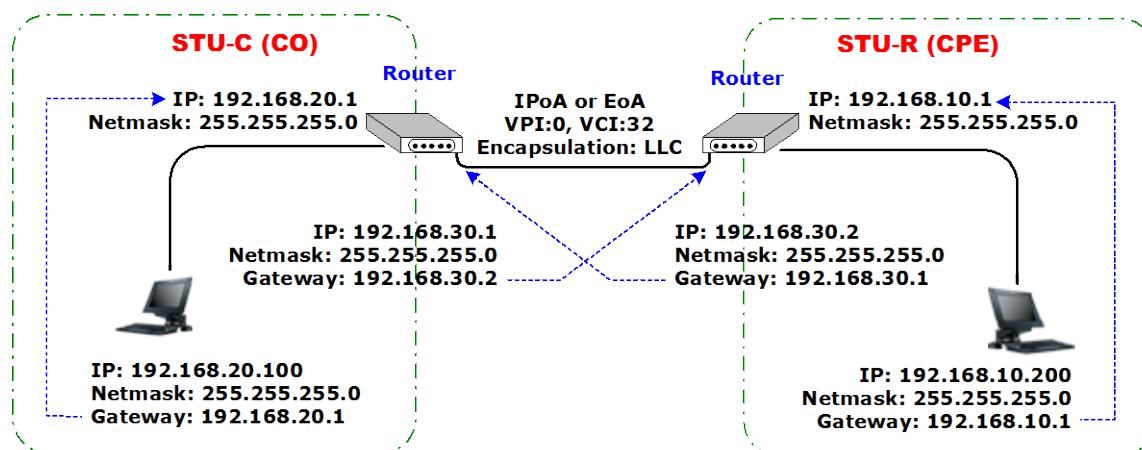 STU-C (CO)
STU-R (CPE)
Router
Router
IP: 192.168.20.1
Netmask: 255.255.255.0
IPoA or EoA
VPI:0, VCI:32
Encapsulation: LLC
IP: 192.168.10.1
Netmask: 255.255.255.0
IP: 192.168.30.1
Netmask: 255.255.255.0
Gateway: 192.168.30.2
IP: 192.168.30.2
Netmask: 255.255.255.0
Gateway: 192.168.30.1
IP: 192.168.20.100
Netmask: 255.255.255.0
Gateway: 192.168.20.1
IP: 192.168.10.200
Netmask: 255.255.255.0
Gateway: 192.168.10.1